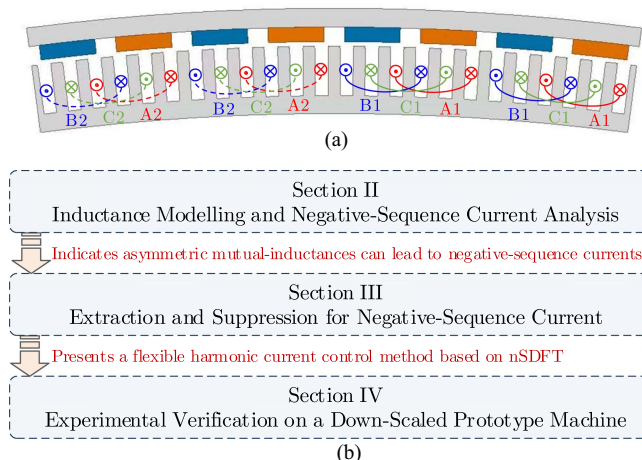 B2 C2 A2 B2 C2 A2 B1 C1 A1 B1 C1 A1
(a)
Section II
Inductance Modelling and Negative-Sequence Current Analysis
Indicates asymmetric mutual-inductances can lead to negative-sequence currents
Section III
Extraction and Suppression for Negative-Sequence Current
Presents a flexible harmonic current control method based on nSDFT
Section IV
Experimental Verification on a Down-Scaled Prototype Machine
(b)